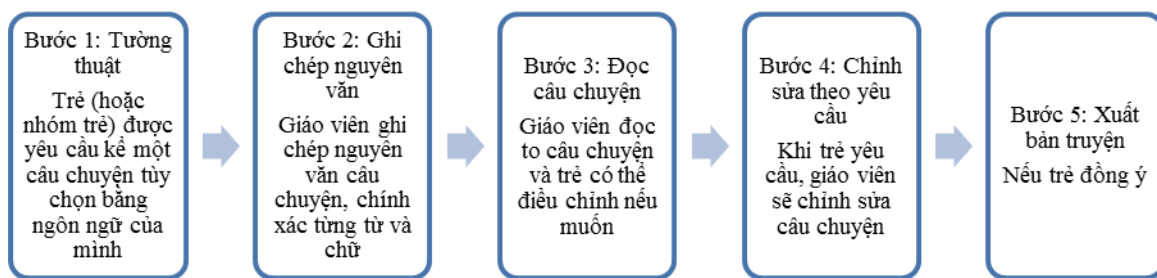 Bước 1: Tường
thuật
Trẻ (hoặc
nhóm trẻ) được
yêu cầu kể một
câu chuyện tùy
chọn bằng
ngôn ngữ của
mình
Bước 2: Ghi
chép nguyên
văn
Giáo viên ghi
chép nguyên
văn câu
chuyện, chính
xác từng từ và
chữ
Bước 3: Đọc
câu chuyện
Giáo viên đọc
to câu chuyện
và trẻ có thể
điều chỉnh nếu
muốn
Bước 4: Chỉnh
sửa theo yêu
cầu
Khi trẻ yêu
cầu, giáo viên
sẽ chỉnh sửa
câu chuyện
Bước 5: Xuất
bản truyện
Nếu trẻ đồng ý